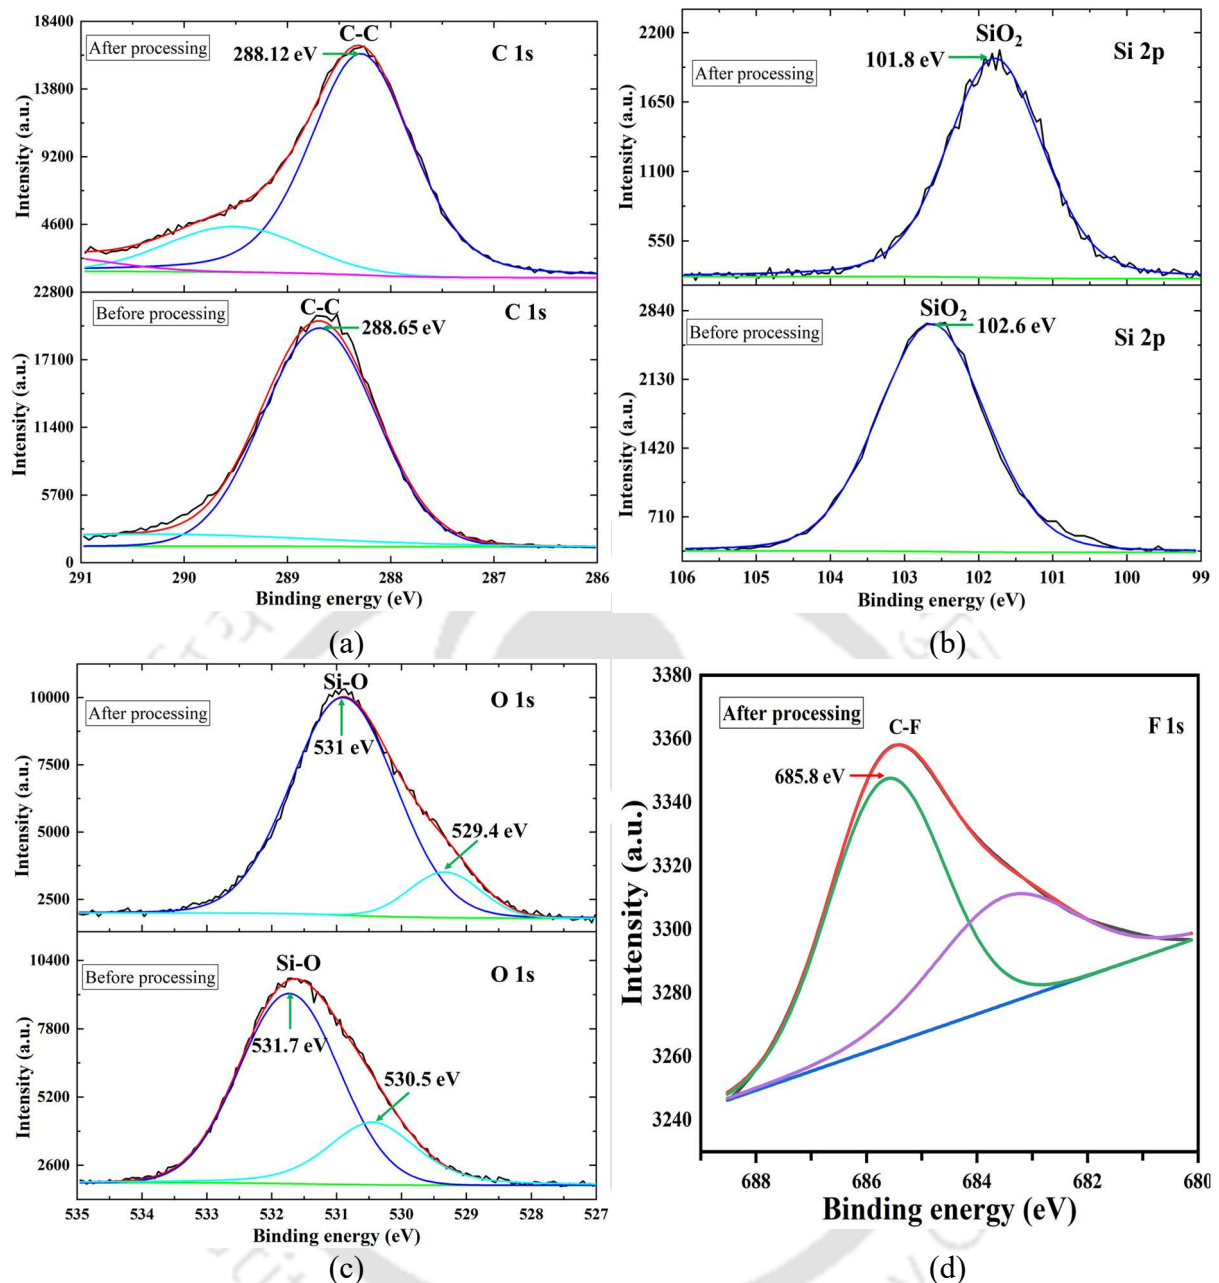 18400
13800
9200
4600
Intensity (a.u.)
After processing
C-C
288.12 eV
C 1s
22800
17100
11400
5700
0
Intensity (a.u.)
Before processing
C-C
288.65 eV
C 1s
291 290 289 288 287 286
Binding energy (eV)
(a)
2200
1650
1100
550
Intensity (a.u.)
After processing
SiO2
101.8 eV
Si 2p
2840
2130
1420
710
Intensity (a.u.)
Before processing
SiO2
102.6 eV
Si 2p
106 105 104 103 102 101 100 99
Binding energy (eV)
(b)
10000
7500
5000
2500
Intensity (a.u.)
After processing
Si-O
O 1s
531 eV
529.4 eV
10400
7800
5200
2600
Intensity (a.u.)
Before processing
Si-O
O 1s
531.7 eV
530.5 eV
535 534 533 532 531 530 529 528 527
Binding energy (eV)
(c)
3380
3360
3340
3320
3300
3280
3260
3240
Intensity (a.u.)
After processing
C-F
F 1s
685.8 eV
688 686 684 682 680
Binding energy (eV)
(d)